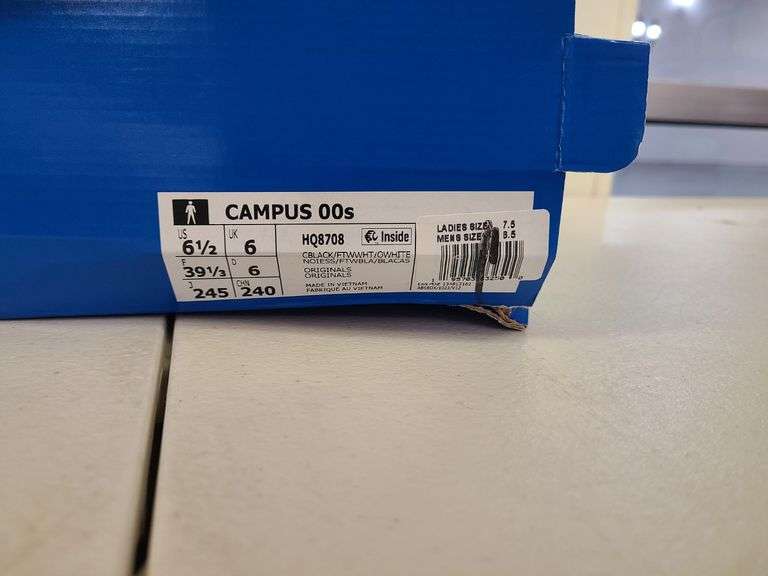 CAMPUS 00s
US 6½ UK 6
F 39⅓ D 6
J 245 CHN 240
HQ8708 Inside
CBLACK/FTWWHT/OWHITE
NOIESS/FTWBLA/BLACAS
ORIGINALS
ORIGINALS
MADE IN VIETNAM
FABRIQUE AU VIETNAM
LADIES SIZE 7.5
MENS SIZE 6.5